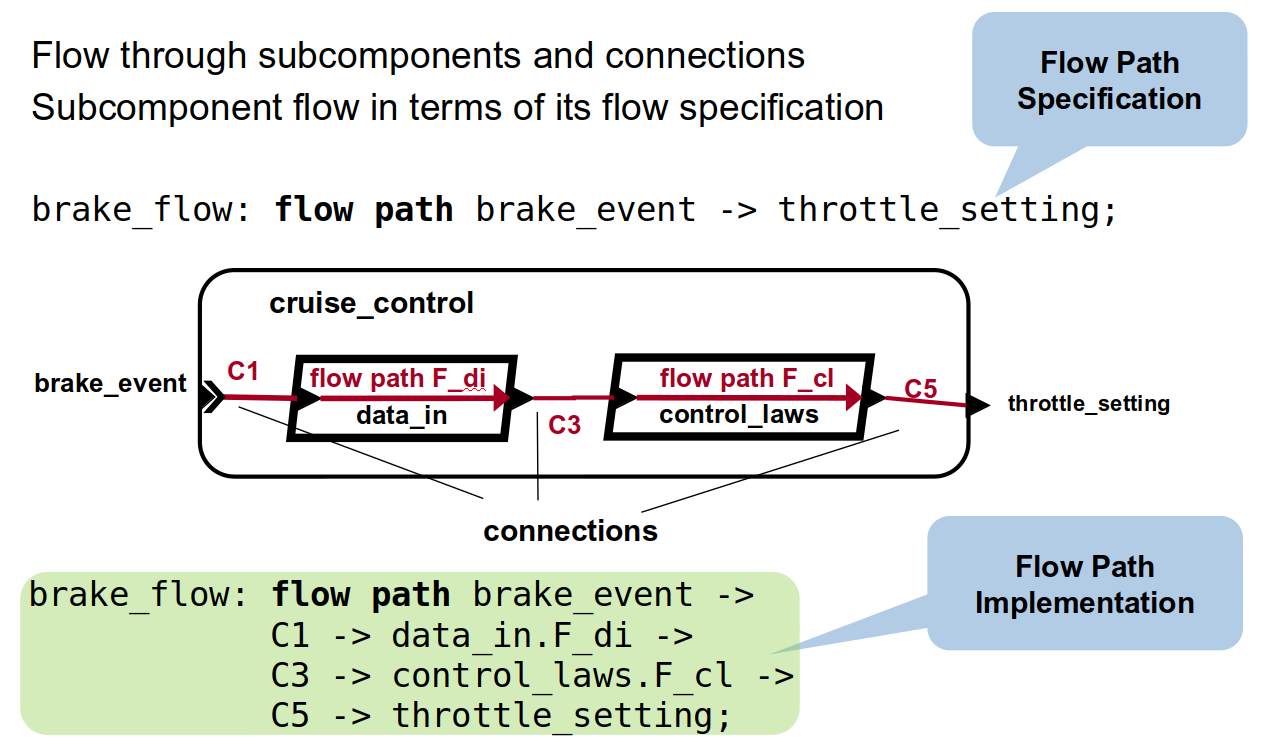 Flow through subcomponents and connections
Subcomponent flow in terms of its flow specification
Flow Path
Specification
brake_flow: flow path brake_event -> throttle_setting;
cruise_control
brake_event
C1
flow path F_di
data_in
C3
flow path F_cl
control_laws
C5
throttle_setting
connections
brake_flow: flow path brake_event ->
C1 -> data_in.F_di ->
C3 -> control_laws.F_cl ->
C5 -> throttle_setting;
Flow Path
Implementation